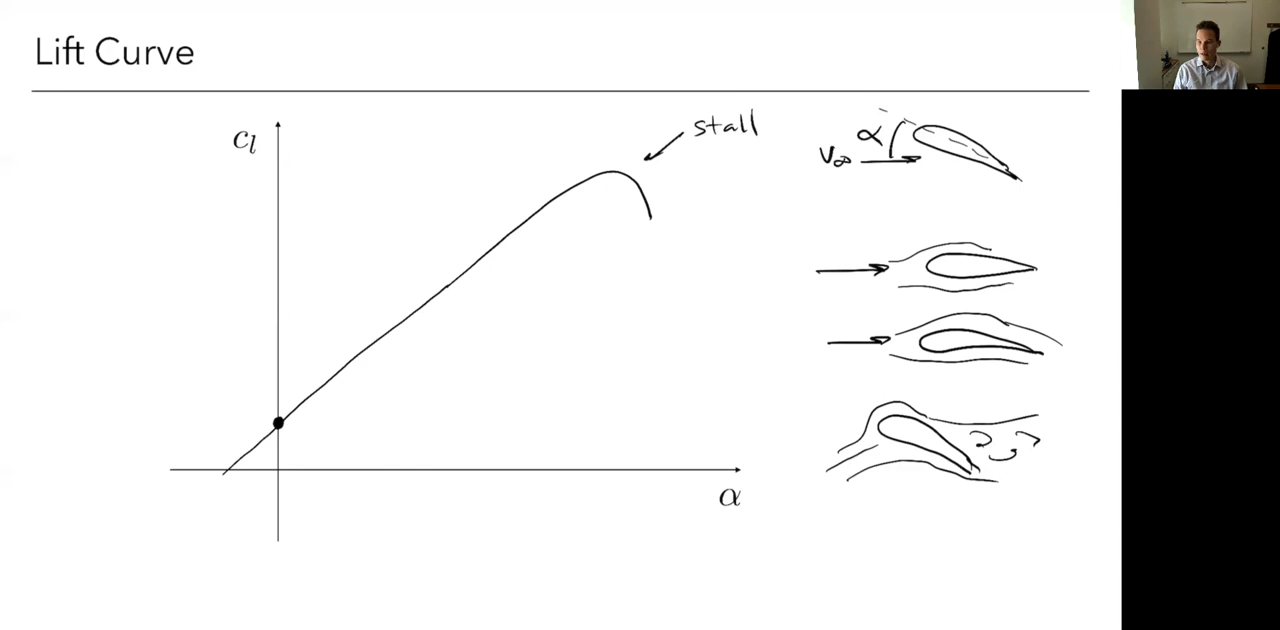 Lift Curve
c_l
stall
α
V∞
α